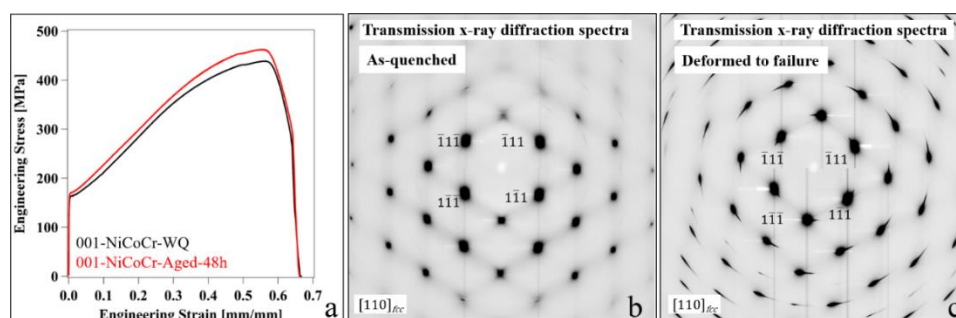 500
400
300
200
100
0
Engineering Stress [MPa]
001-NiCoCr-WQ
001-NiCoCr-Aged-48h
0.0 0.1 0.2 0.3 0.4 0.5 0.6 0.7
Engineering Strain [mm/mm]
a
Transmission x-ray diffraction spectra
As-quenched
1̄11̄
1̄11
11̄1̄
11̄1
[110]fcc
b
Transmission x-ray diffraction spectra
Deformed to failure
1̄11̄
1̄11
11̄1̄
11̄1
[110]fcc
c